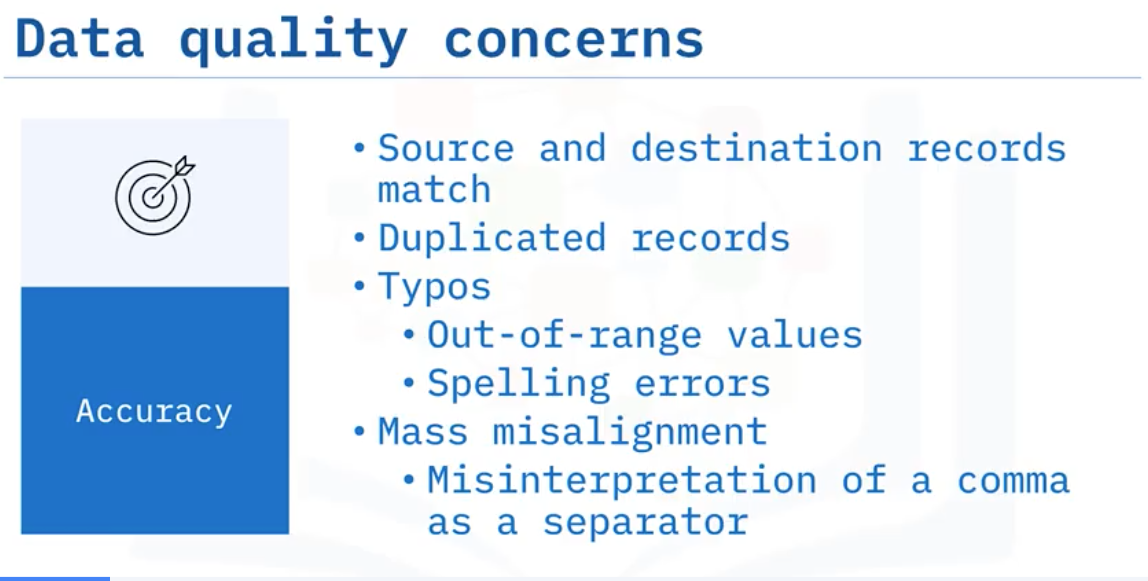 Data quality concerns
Accuracy
• Source and destination records
match
• Duplicated records
• Typos
• Out-of-range values
• Spelling errors
• Mass misalignment
• Misinterpretation of a comma
as a separator